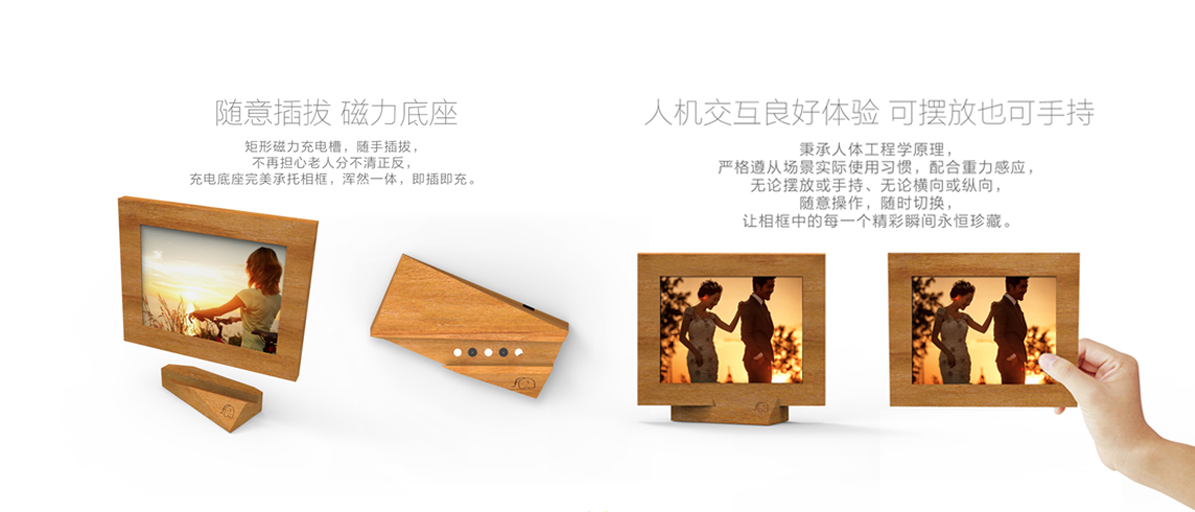 随意插拔 磁力底座
矩形磁力充电槽，随手插拔，
不再担心老人分不清正反，
充电底座完美承托相框，浑然一体，即插即充。
人机交互良好体验 可摆放也可手持
秉承人体工程学原理，
严格遵从场景实际使用习惯，配合重力感应，
无论摆放或手持、无论横向或纵向，
随意操作，随时切换，
让相框中的每一个精彩瞬间永恒珍藏。